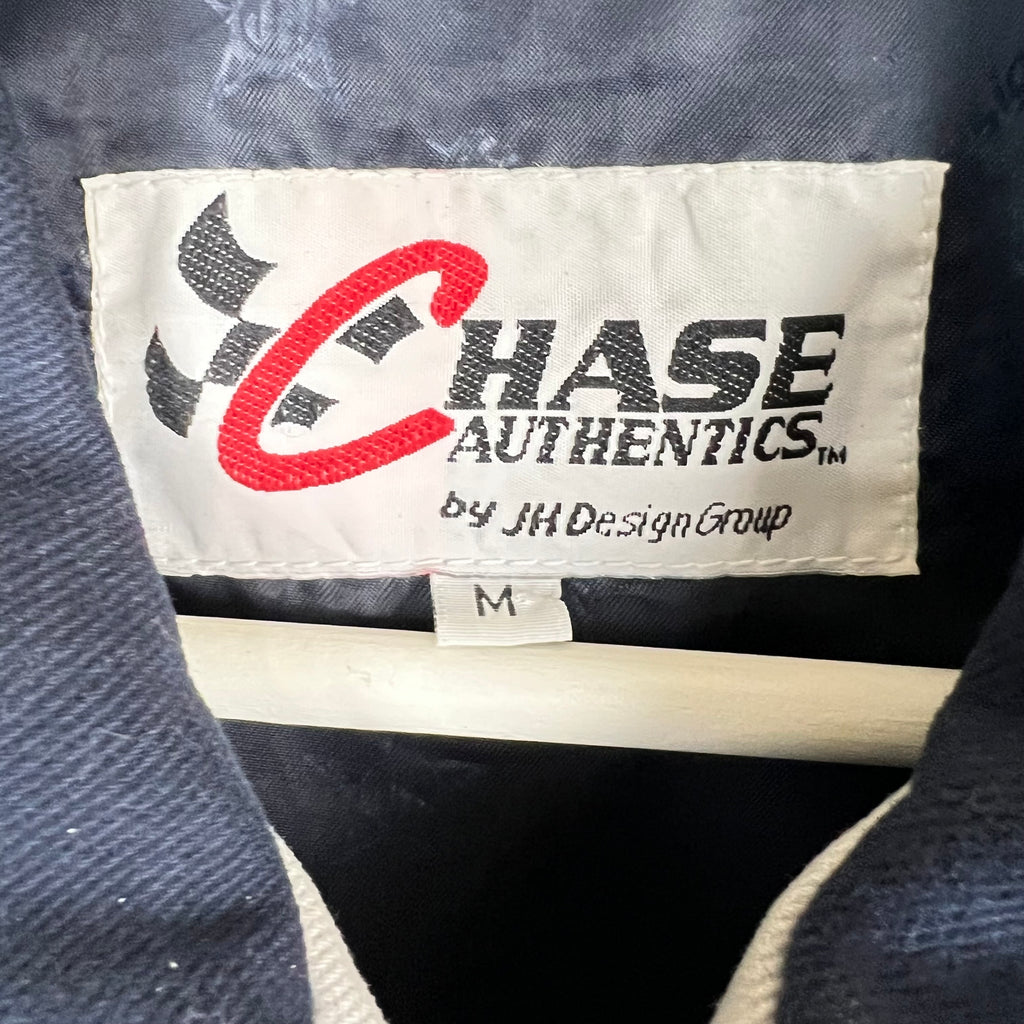 CHASE
AUTHENTICS™
by JH Design Group
M